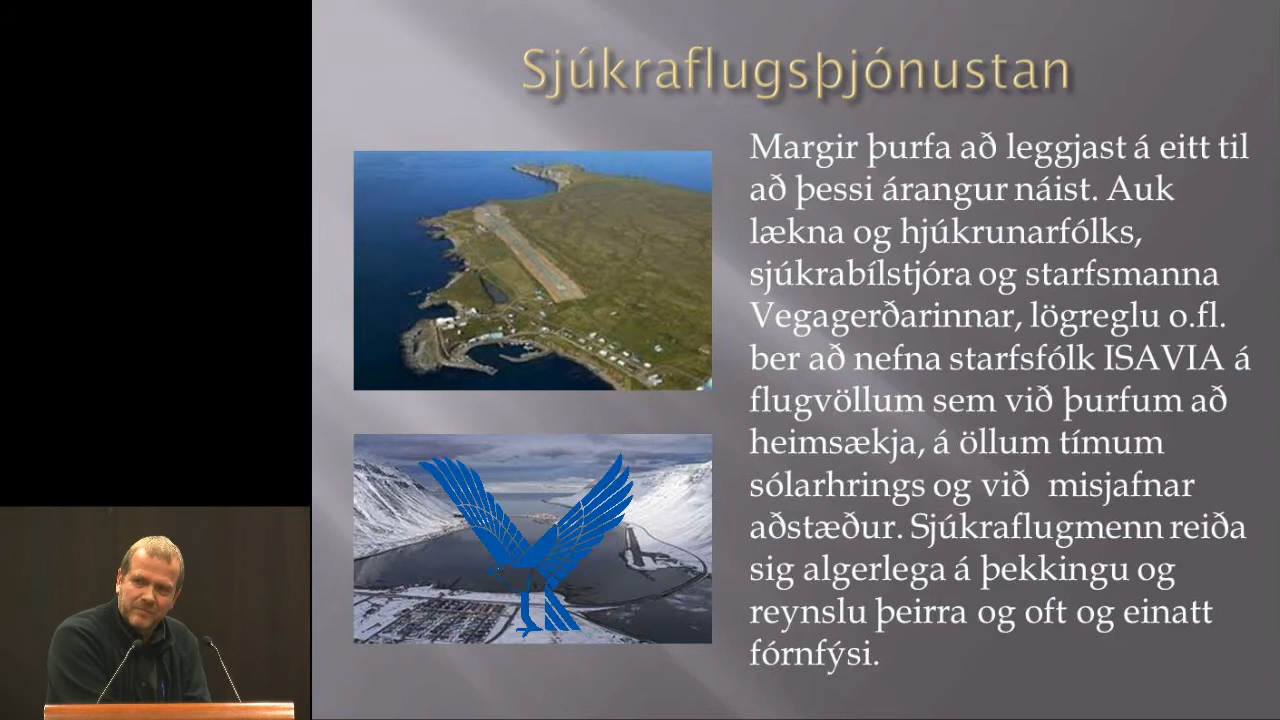 Sjúkraflugsþjónustan
Margir þurfa að leggjast á eitt til
að þessi árangur náist. Auk
lækna og hjúkrunarfólks,
sjúkrabílstjóra og starfsmanna
Vegagerðarinnar, lögreglu o.fl.
ber að nefna starfsfólk ISAVIA á
flugvöllum sem við þurfum að
heimsækja, á öllum tímum
sólarhrings og við misjafnar
aðstæður. Sjúkraflugmenn reiða
sig algerlega á þekkingu og
reynslu þeirra og oft og einatt
fórnfýsi.